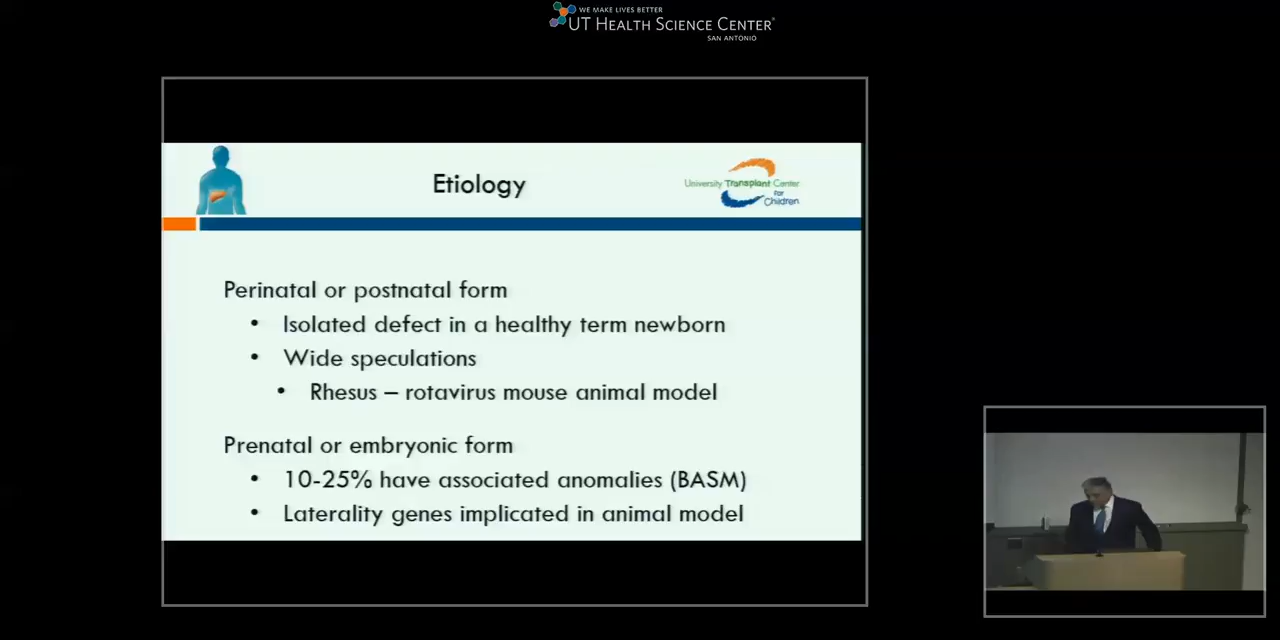 WE MAKE LIVES BETTER
UT HEALTH SCIENCE CENTER®
SAN ANTONIO
Etiology
University Transplant Center
for
Children
Perinatal or postnatal form
• Isolated defect in a healthy term newborn
• Wide speculations
• Rhesus – rotavirus mouse animal model
Prenatal or embryonic form
• 10-25% have associated anomalies (BASM)
• Laterality genes implicated in animal model